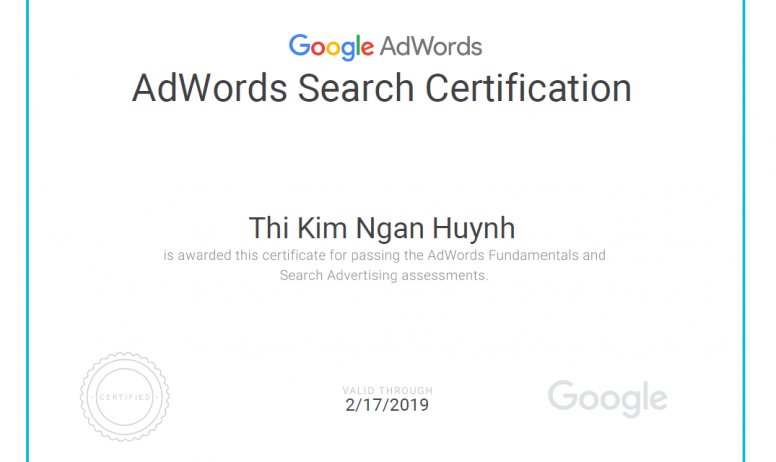 Google AdWords
AdWords Search Certification
Thi Kim Ngan Huynh
is awarded this certificate for passing the AdWords Fundamentals and
Search Advertising assessments.
CERTIFIED
VALID THROUGH
2/17/2019
Google